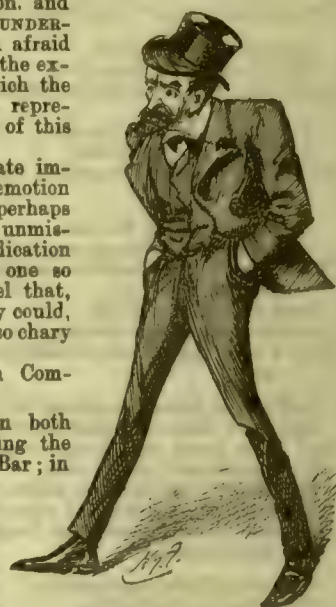 on, and
UNDER-
afraid
the ex-
ich the
repre-
of this
ate im-
emotion
perhaps
unmis-
lication
one so
el that,
y could,
so chary
Com-
n both
ing the
Bar; in